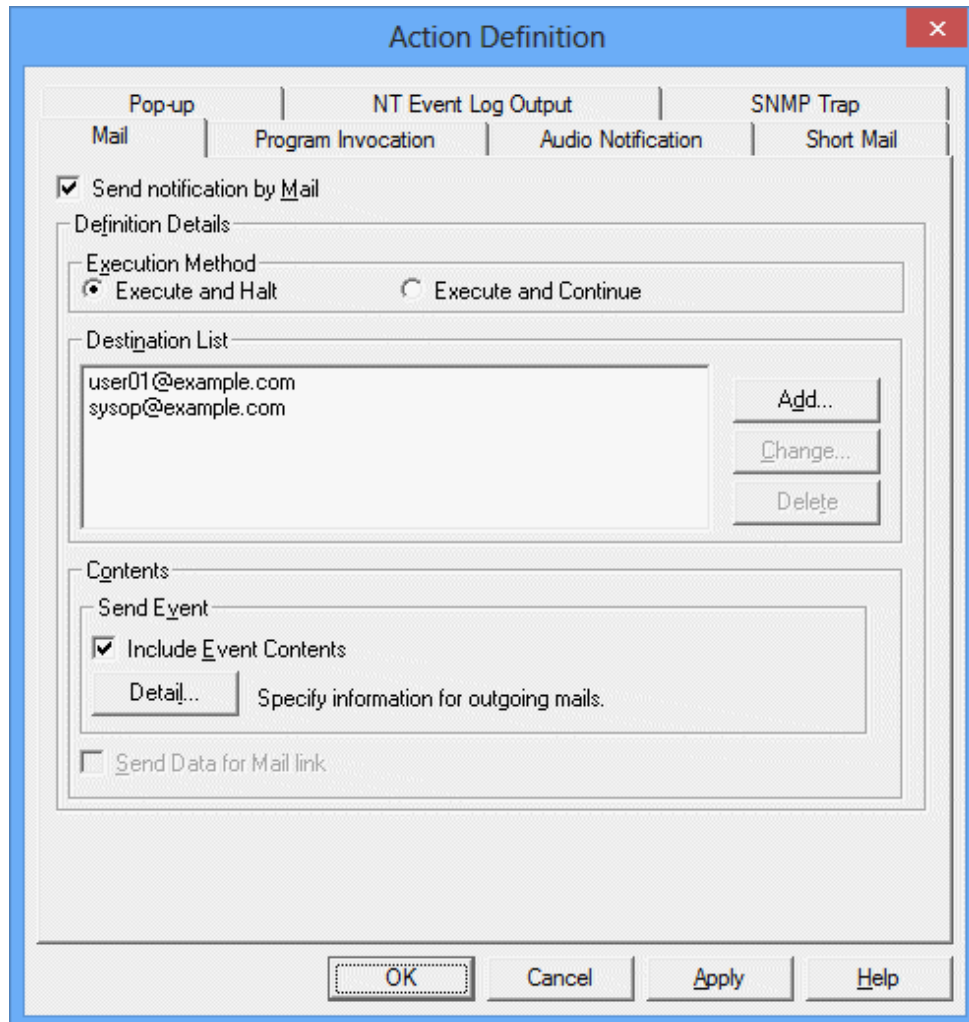 Action Definition
Pop-up NT Event Log Output SNMP Trap
Mail Program Invocation Audio Notification Short Mail
Send notification by Mail
Definition Details
Execution Method
Execute and Halt Execute and Continue
Destination List
user01@example.com
sysop@example.com
Add...
Change...
Delete
Contents
Send Event
Include Event Contents
Detail... Specify information for outgoing mails.
Send Data for Mail link
OK Cancel Apply Help